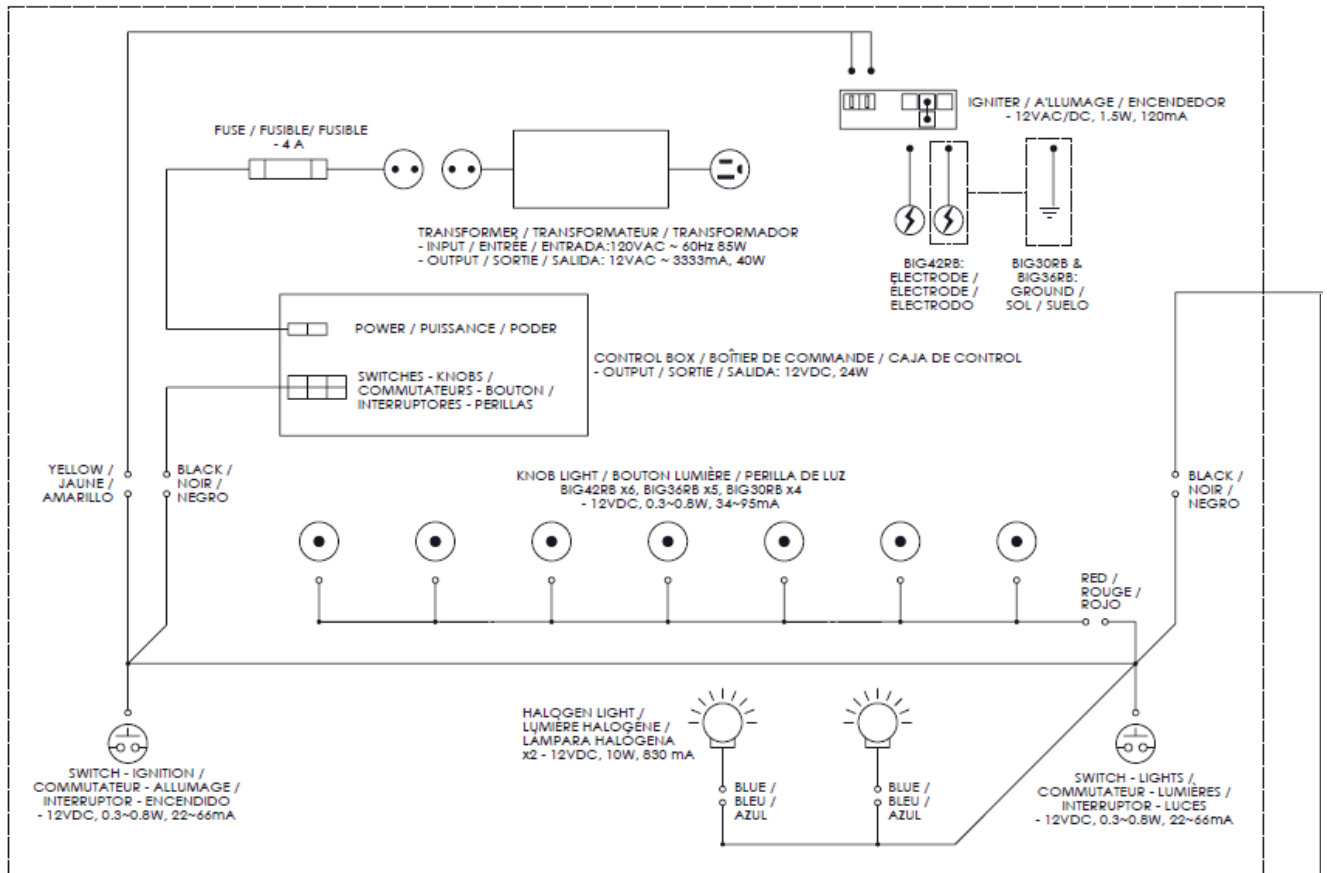 IGNITER / A'LLUMAGE / ENCENDEDOR
- 12VAC/DC, 1.5W, 120mA
FUSE / FUSIBLE/ FUSIBLE
- 4 A
TRANSFORMER / TRANSFORMATEUR / TRANSFORMADOR
- INPUT / ENTRÉE / ENTRADA:120VAC ~ 60Hz 85W
- OUTPUT / SORTIE / SALIDA: 12VAC ~ 3333mA, 40W
BIG42RB:
ELECTRODE /
ÉLECTRODE /
ELECTRODO
BIG30RB &
BIG36RB:
GROUND /
SOL / SUELO
POWER / PUISSANCE / PODER
SWITCHES - KNOBS /
COMMUTATEURS - BOUTON /
INTERRUPTORES - PERILLAS
CONTROL BOX / BOÎTIER DE COMMANDE / CAJA DE CONTROL
- OUTPUT / SORTIE / SALIDA: 12VDC, 24W
YELLOW /
JAUNE /
AMARILLO
BLACK /
NOIR /
NEGRO
KNOB LIGHT / BOUTON LUMIÈRE / PERILLA DE LUZ
BIG42RB x6, BIG36RB x5, BIG30RB x4
- 12VDC, 0.3~0.8W, 34~95mA
BLACK /
NOIR /
NEGRO
RED /
ROUGE /
ROJO
HALOGEN LIGHT /
LUMIÈRE HALOGÈNE /
LÁMPARA HALÓGENA
x2 - 12VDC, 10W, 830 mA
BLUE /
BLEU /
AZUL
BLUE /
BLEU /
AZUL
SWITCH - IGNITION /
COMMUTATEUR - ALLUMAGE /
INTERRUPTOR - ENCENDIDO
- 12VDC, 0.3~0.8W, 22~66mA
SWITCH - LIGHTS /
COMMUTATEUR - LUMIÈRES /
INTERRUPTOR - LUCES
- 12VDC, 0.3~0.8W, 22~66mA